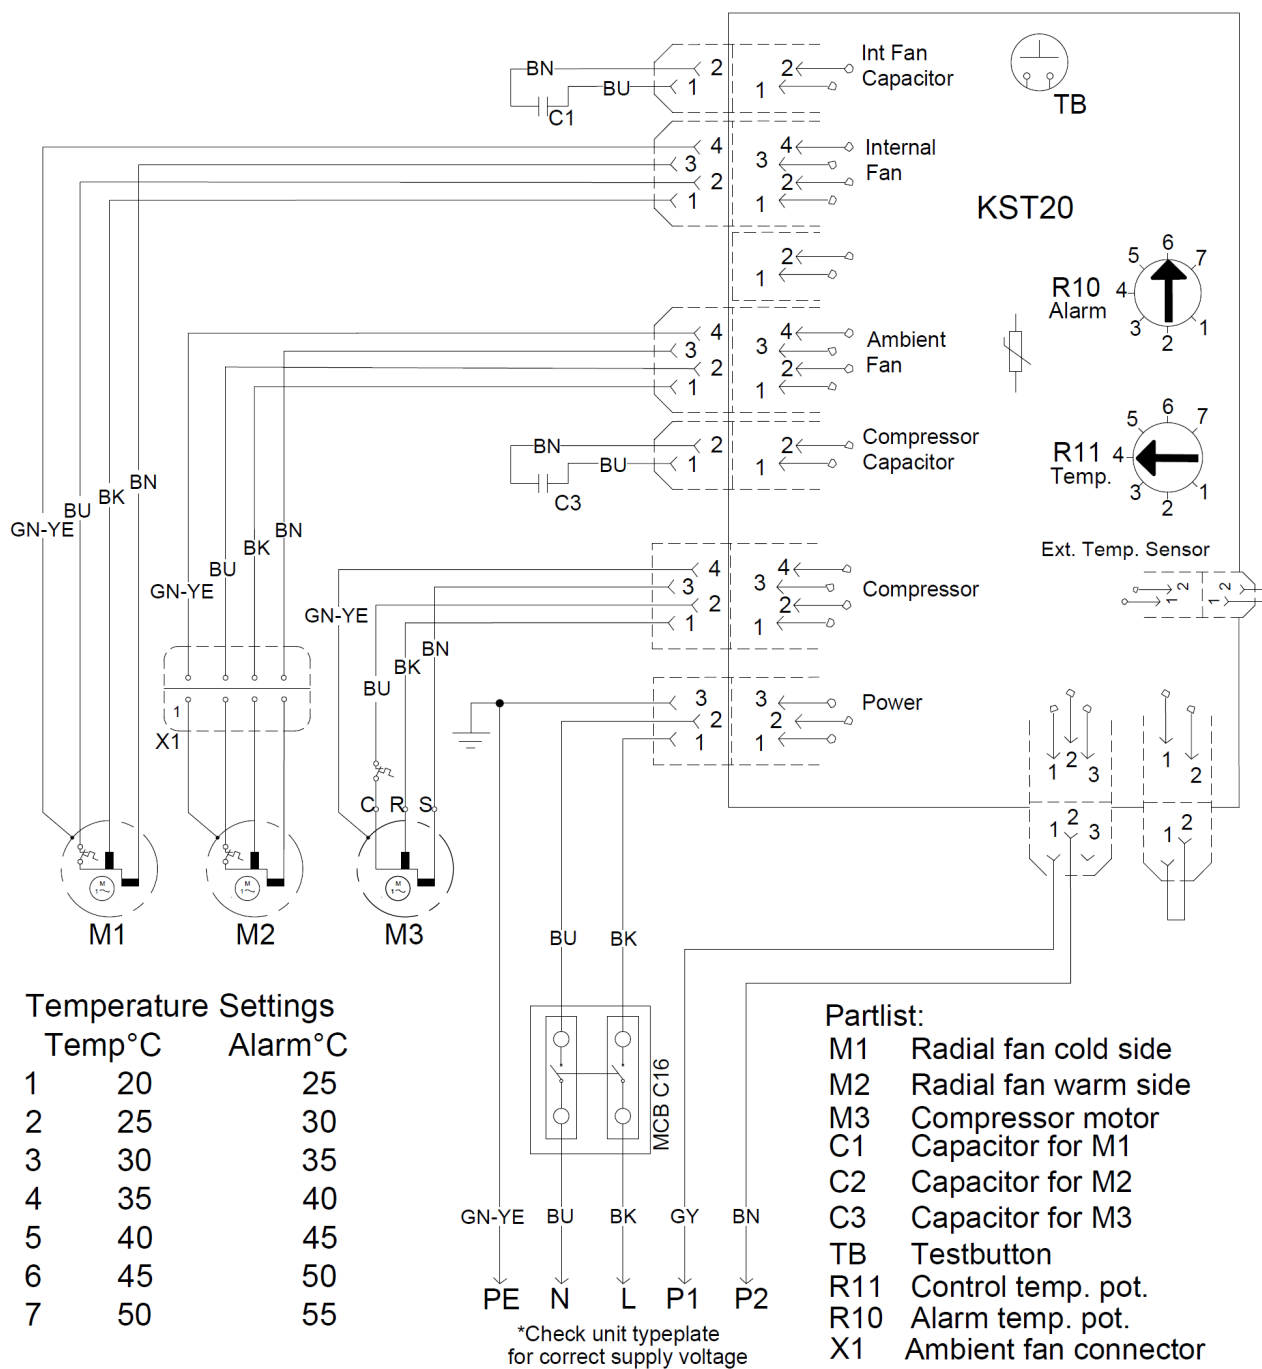 BN
BU
C1
2
1
2
1
Int Fan
Capacitor
TB
4
3
2
1
4
3
2
1
Internal
Fan
KST20
2
1
R10
Alarm
1
2
3
4
5
6
7
4
3
2
1
4
3
2
1
Ambient
Fan
BN
BU
C3
2
1
2
1
Compressor
Capacitor
R11
Temp.
1
2
3
4
5
6
7
GN-YE
BU
BK
BN
GN-YE
BU
BK
BN
Ext. Temp. Sensor
1
2
1
2
GN-YE
BU
BK
BN
4
3
2
1
4
3
2
1
Compressor
1
X1
3
2
1
3
2
1
Power
1
2
3
1
2
1
2
3
1
2
C R S
M
1~
M
1~
M
1~
M1
M2
M3
BU
BK
MCB C16
GN-YE
BU
BK
GY
BN
PE
N
L
P1
P2
*Check unit typeplate
for correct supply voltage
Temperature Settings
Temp°C Alarm°C
1 20 25
2 25 30
3 30 35
4 35 40
5 40 45
6 45 50
7 50 55
Partlist:
M1 Radial fan cold side
M2 Radial fan warm side
M3 Compressor motor
C1 Capacitor for M1
C2 Capacitor for M2
C3 Capacitor for M3
TB Testbutton
R11 Control temp. pot.
R10 Alarm temp. pot.
X1 Ambient fan connector